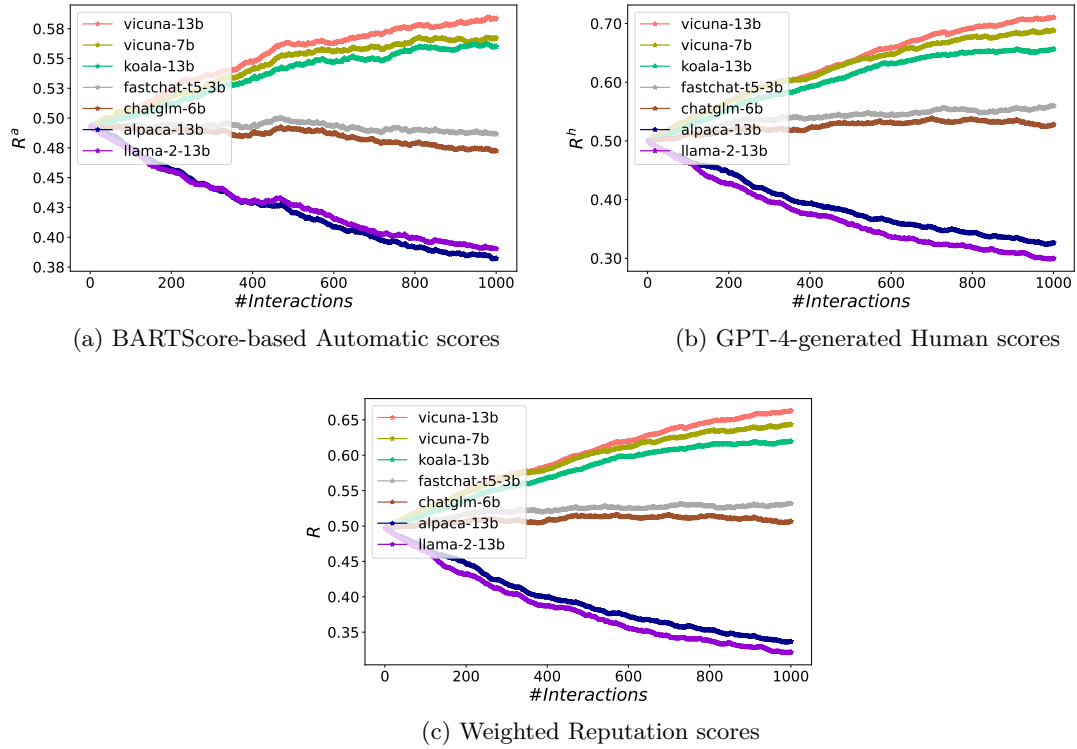 0.58
0.55
0.53
0.50
0.48
0.45
0.43
0.40
0.38
R^a
vicuna-13b
vicuna-7b
koala-13b
fastchat-t5-3b
chatglm-6b
alpaca-13b
llama-2-13b
0 200 400 600 800 1000
#Interactions
(a) BARTScore-based Automatic scores
0.70
0.60
0.50
0.40
0.30
R^h
vicuna-13b
vicuna-7b
koala-13b
fastchat-t5-3b
chatglm-6b
alpaca-13b
llama-2-13b
0 200 400 600 800 1000
#Interactions
(b) GPT-4-generated Human scores
0.65
0.60
0.55
0.50
0.45
0.40
0.35
R
vicuna-13b
vicuna-7b
koala-13b
fastchat-t5-3b
chatglm-6b
alpaca-13b
llama-2-13b
0 200 400 600 800 1000
#Interactions
(c) Weighted Reputation scores